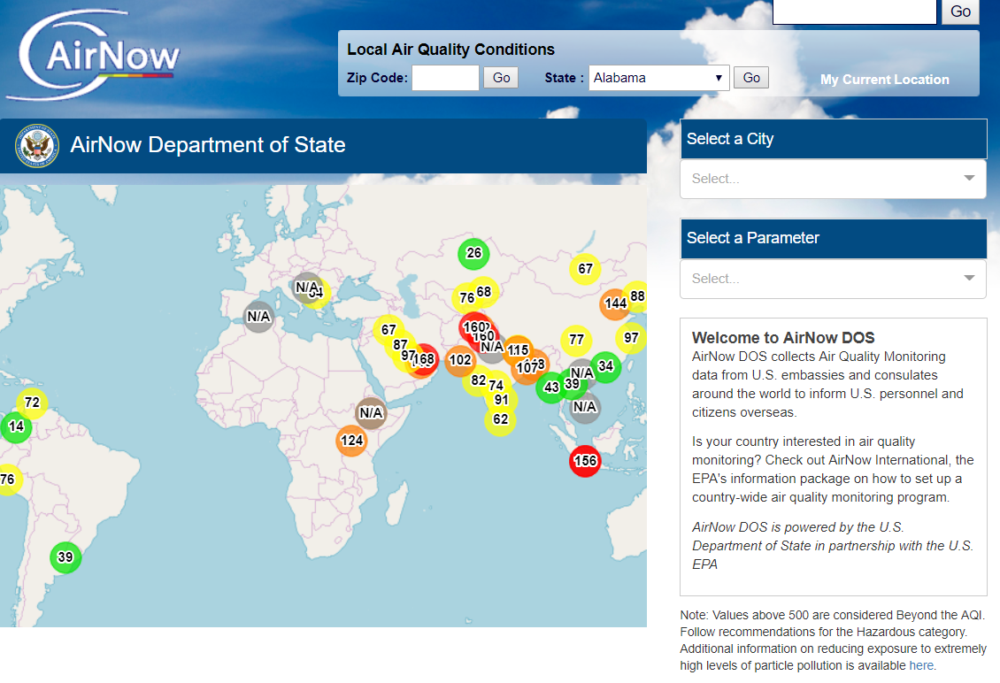 Go
AirNow
Local Air Quality Conditions
Zip Code: Go State : Alabama Go
My Current Location
AirNow Department of State
Select a City
Select...
Select a Parameter
Select...
26
67
N/A
68
76
88
144
N/A
160
67
160
77
97
87
N/A
115
97
168
102
107
34
N/A
82
74
43
39
72
91
N/A
N/A
62
14
124
156
76
39
Welcome to AirNow DOS
AirNow DOS collects Air Quality Monitoring
data from U.S. embassies and consulates
around the world to inform U.S. personnel and
citizens overseas.
Is your country interested in air quality
monitoring? Check out AirNow International, the
EPA's information package on how to set up a
country-wide air quality monitoring program.
AirNow DOS is powered by the U.S.
Department of State in partnership with the U.S.
EPA
Note: Values above 500 are considered Beyond the AQI.
Follow recommendations for the Hazardous category.
Additional information on reducing exposure to extremely
high levels of particle pollution is available here.